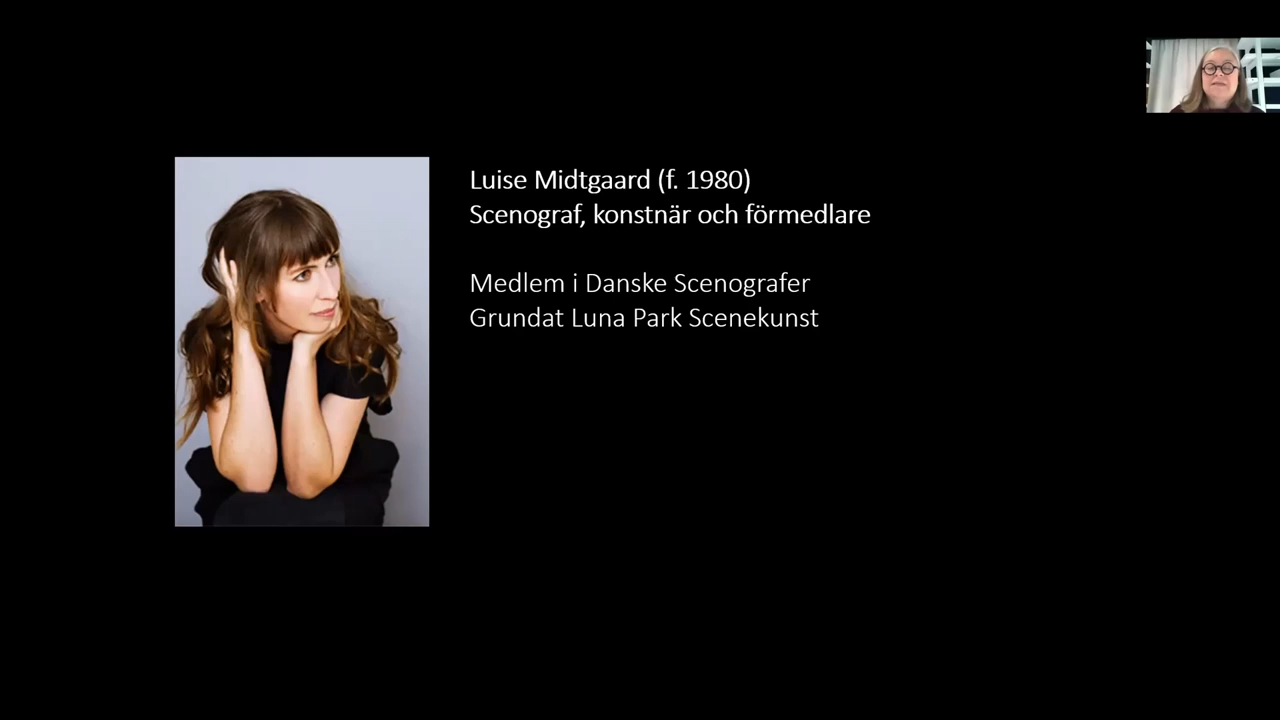 Luise Midtgaard (f. 1980)
Scenograf, konstnär och förmedlare
Medlem i Danske Scenografer
Grundat Luna Park Scenekunst